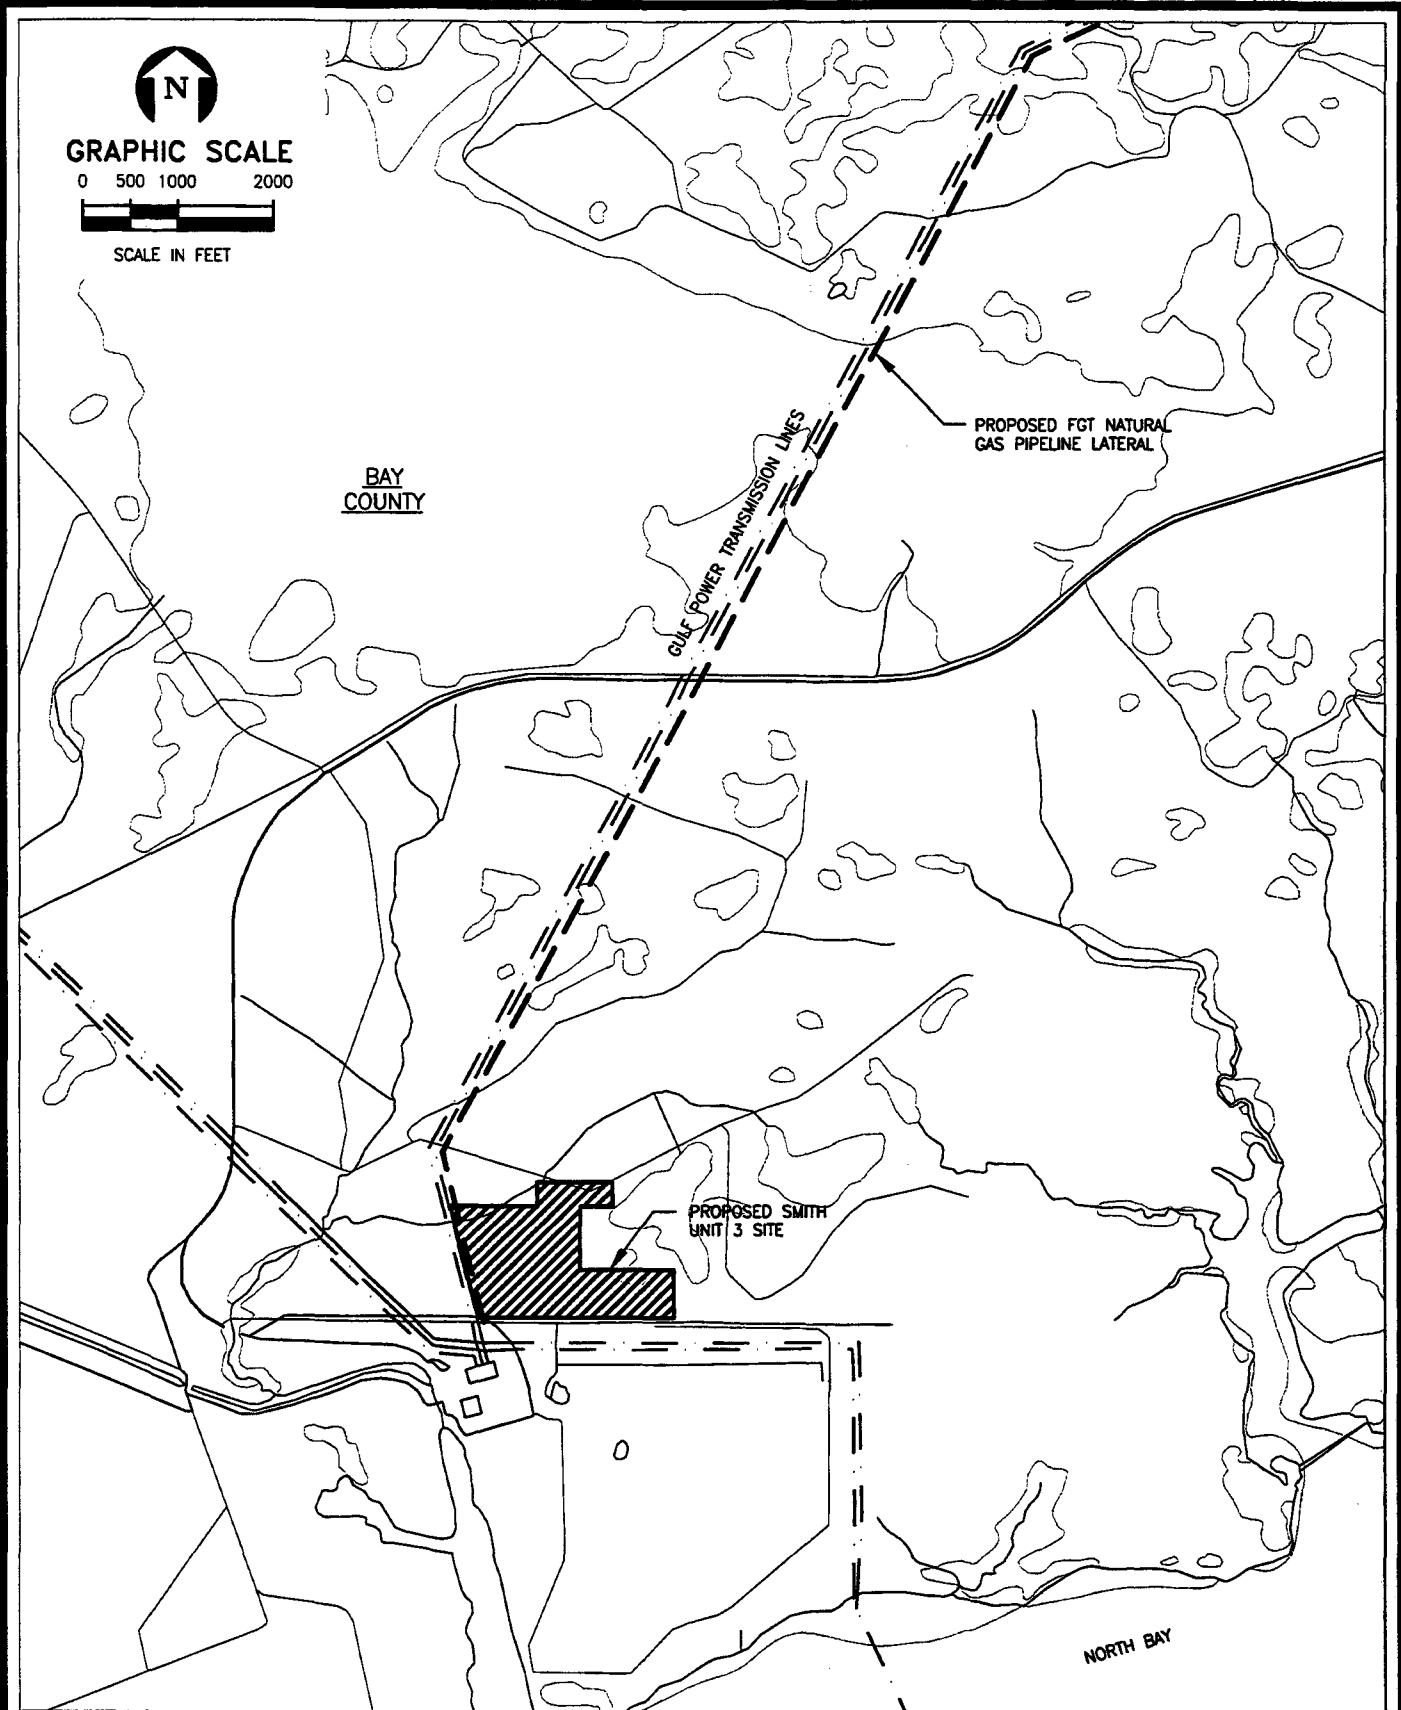 N
GRAPHIC SCALE
0 500 1000 2000
SCALE IN FEET
PROPOSED FGT NATURAL
GAS PIPELINE LATERAL
GULF POWER TRANSMISSION LINES
BAY
COUNTY
PROPOSED SMITH
UNIT 3 SITE
NORTH BAY